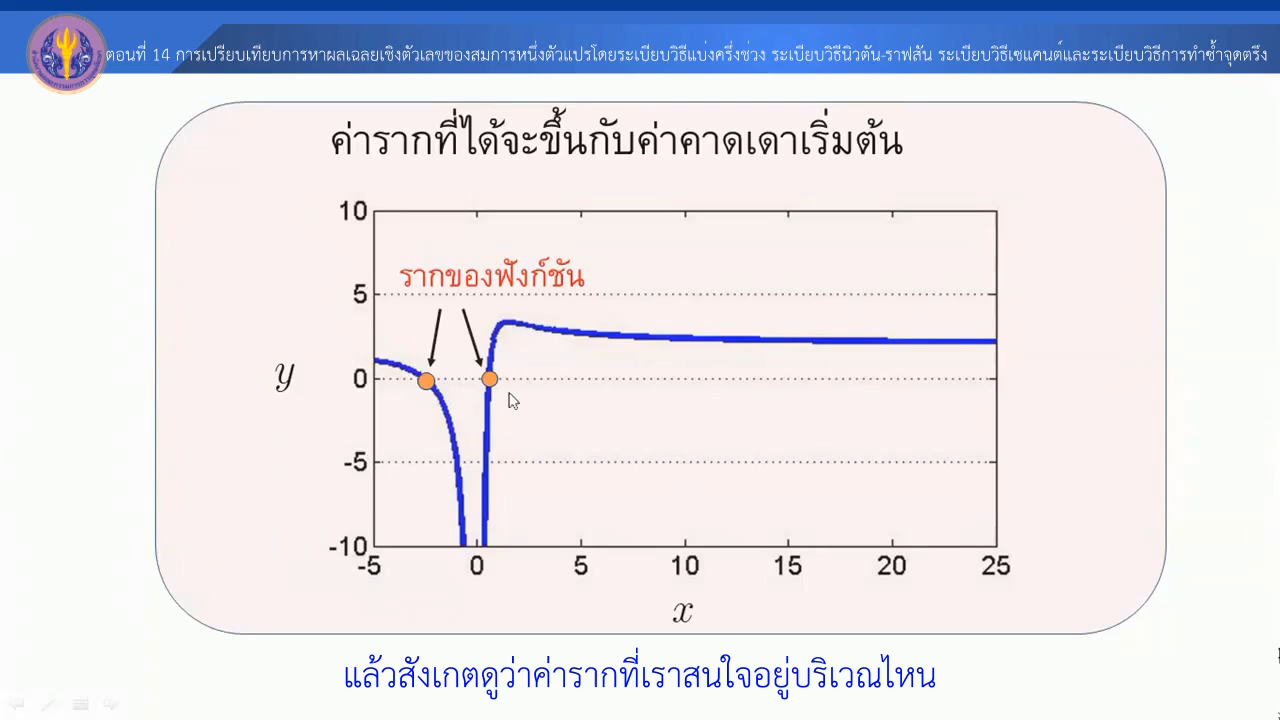 ตอนที่ 14 การเปรียบเทียบการหาผลเฉลยเชิงตัวเลขของสมการหนึ่งตัวแปรโดยระเบียบวิธีแบ่งครึ่งช่วง ระเบียบวิธีนิวตัน-ราฟสัน ระเบียบวิธีเซแคนต์และระเบียบวิธีการทำซ้ำจุดตรึง
ค่ารากที่ได้จะขึ้นกับค่าคาดเดาเริ่มต้น
10
รากของฟังก์ชัน
5
y
0
-5
-10
-5 0 5 10 15 20 25
x
แล้วสังเกตดูว่าค่ารากที่เราสนใจอยู่บริเวณไหน